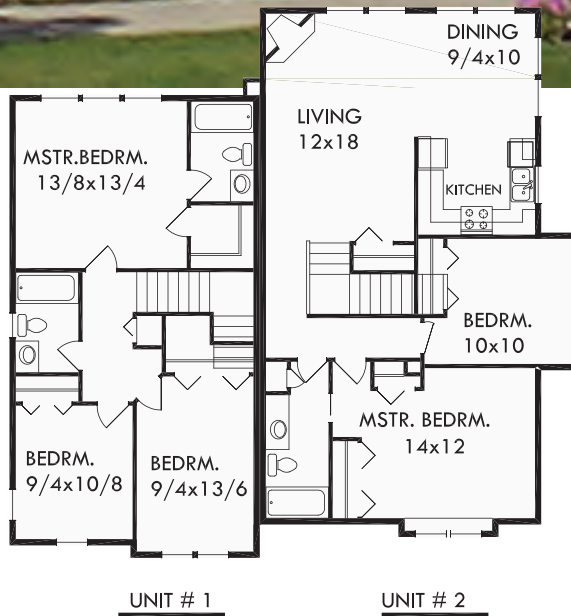 DINING
9/4x10
LIVING
12x18
MSTR.BEDRM.
13/8x13/4
KITCHEN
BEDRM.
10x10
MSTR. BEDRM.
14x12
BEDRM.
9/4x10/8
BEDRM.
9/4x13/6
UNIT # 1
UNIT # 2